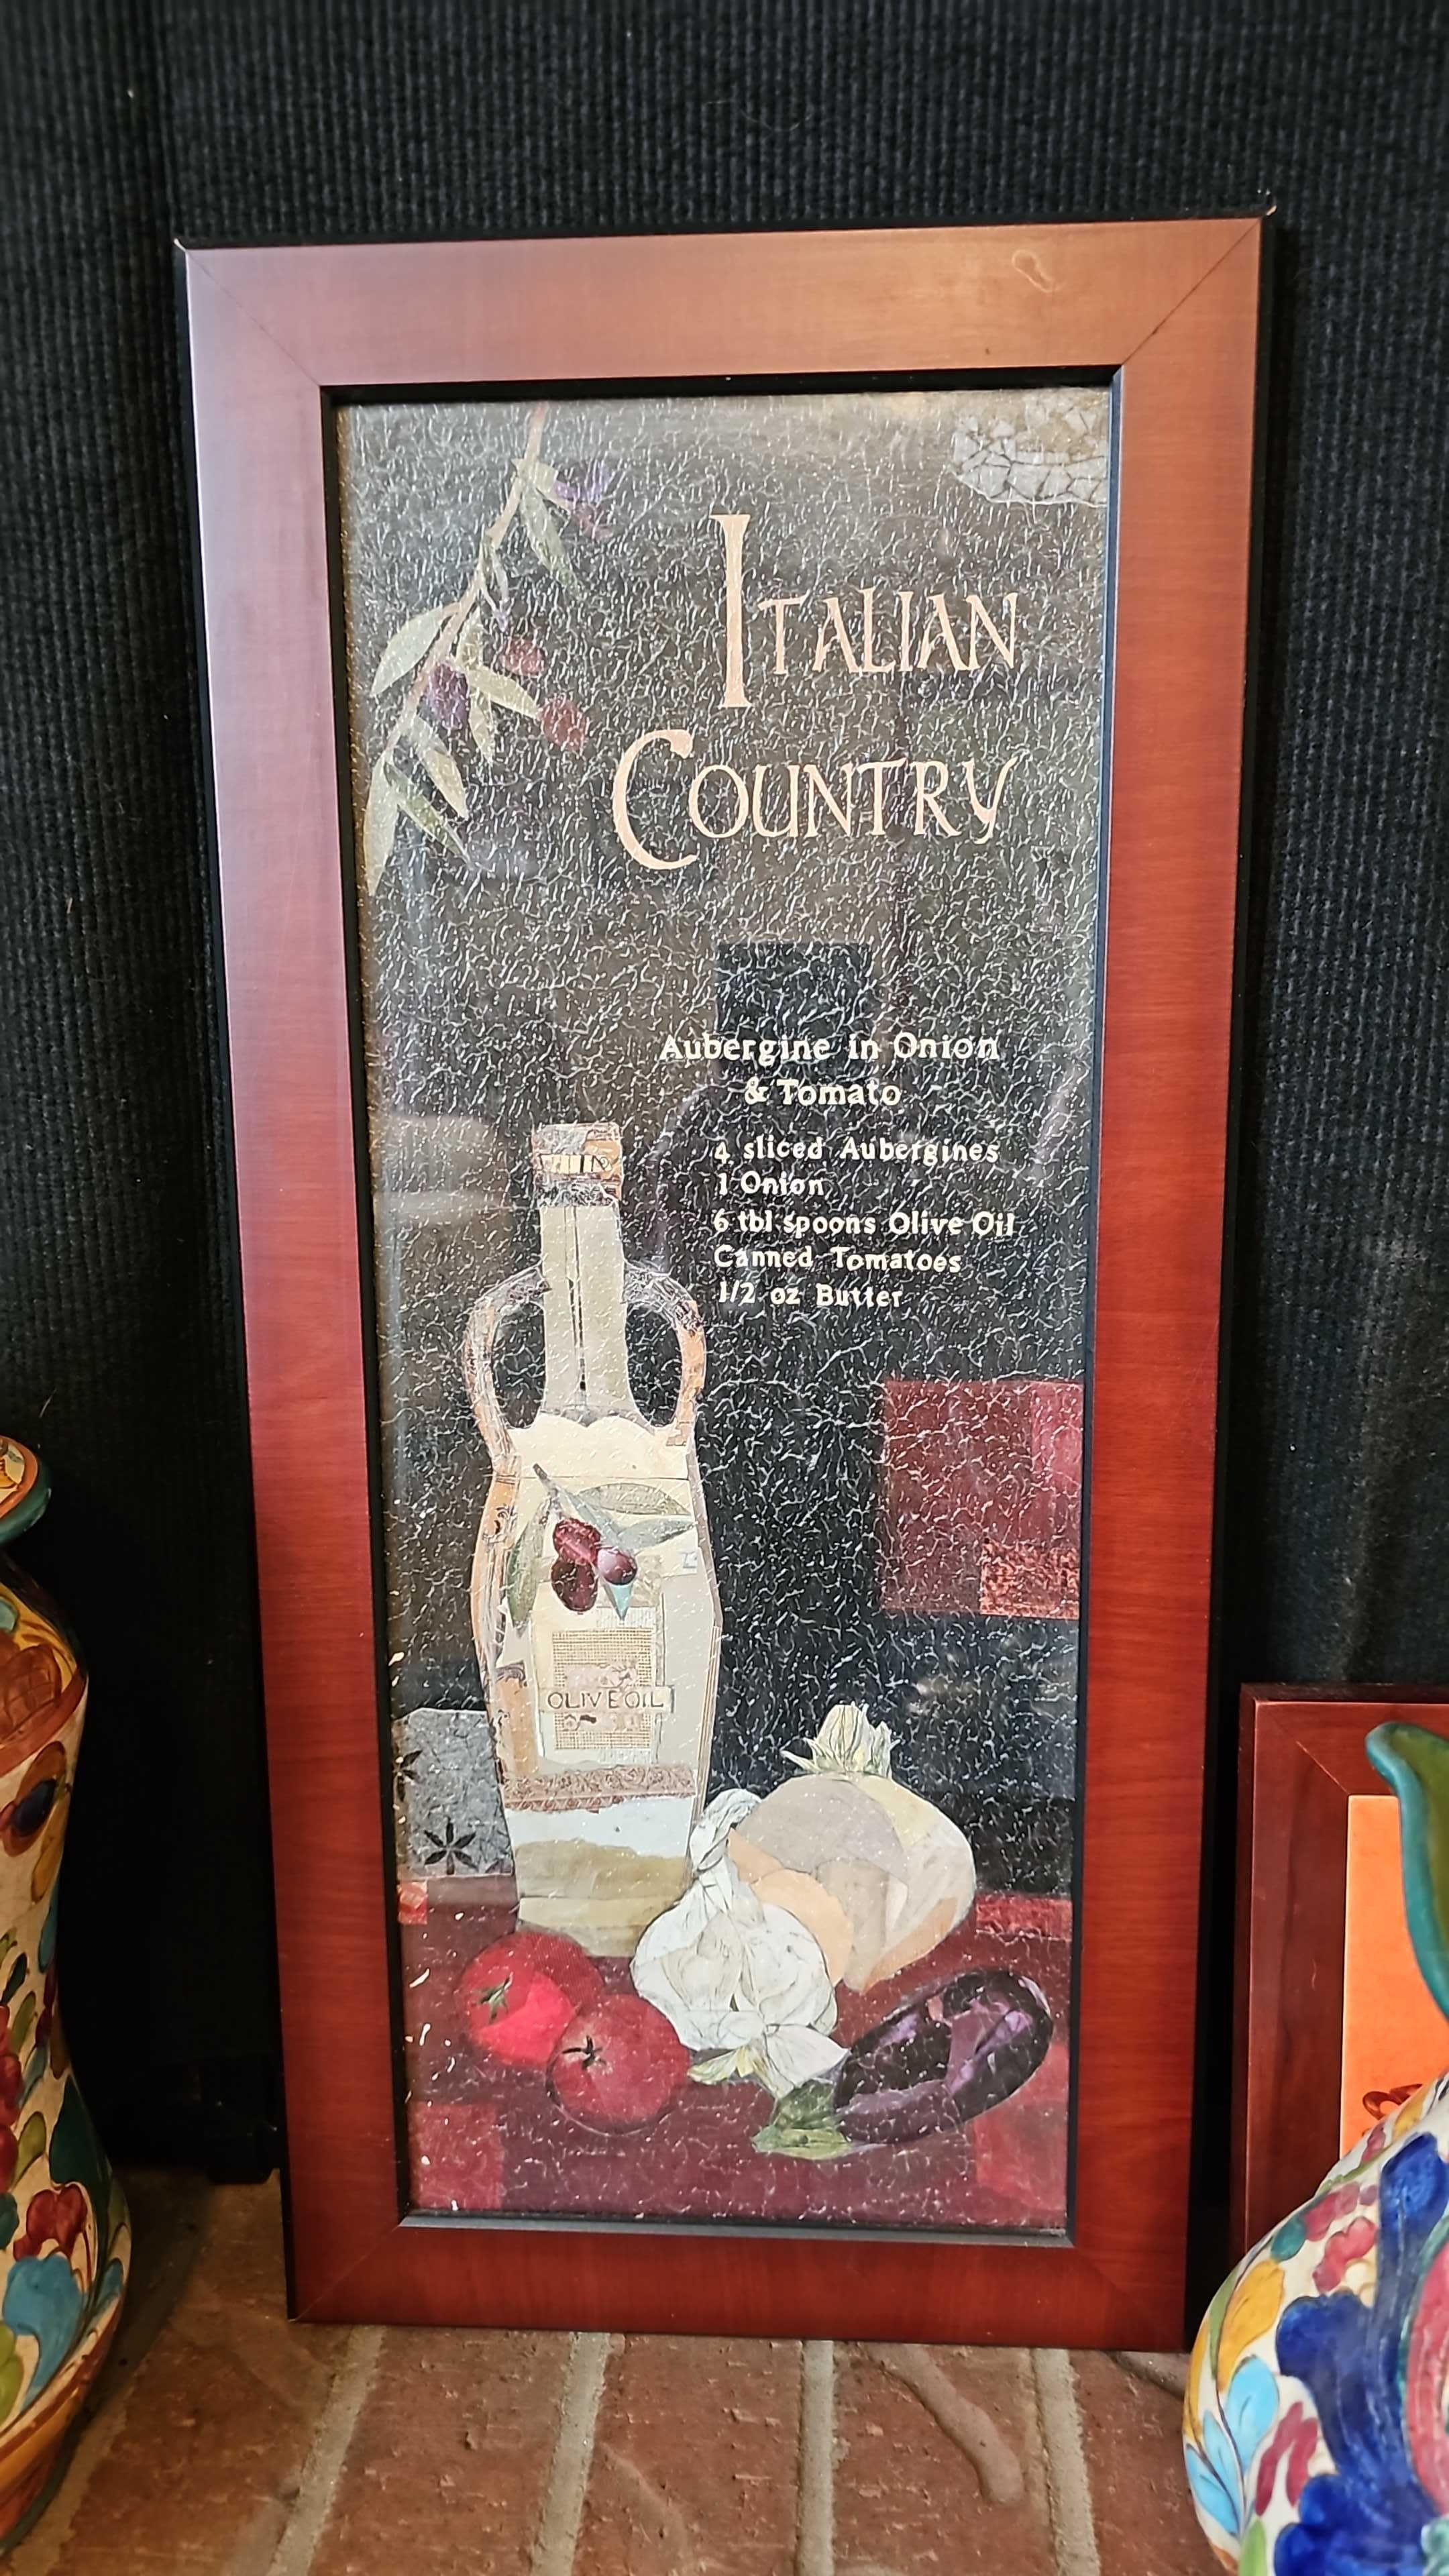 ITALIAN
COUNTRY
Aubergine in Onion
& Tomato
4 sliced Aubergines
1 Onion
6 tbl spoons Olive Oil
Canned Tomatoes
1/2 oz Butter
OLIVE OIL